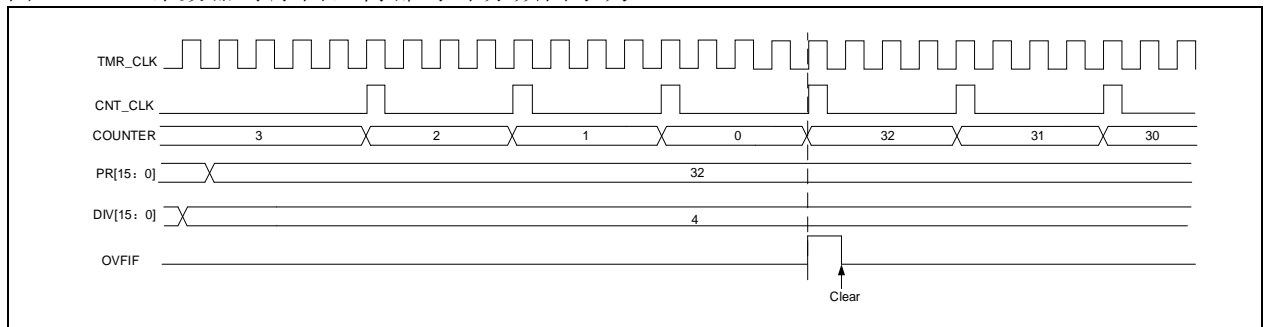 TMR_CLK
CNT_CLK
COUNTER 3 2 1 0 32 31 30
PR[15：0] 32
DIV[15：0] 4
OVFIF
Clear